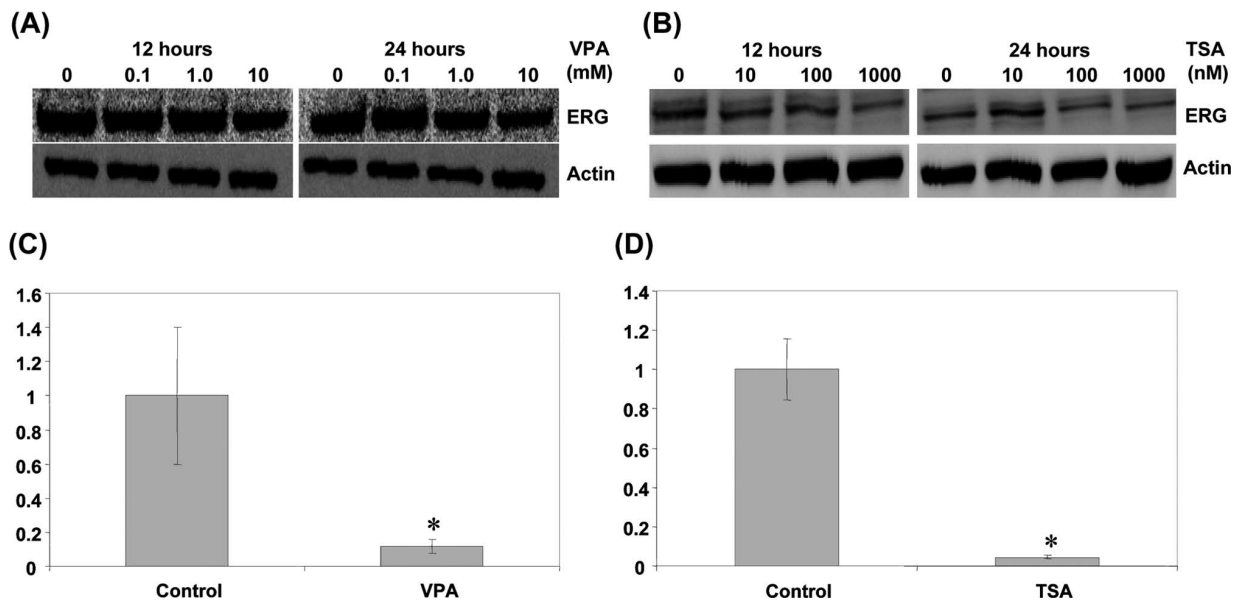 (A)
12 hours 24 hours VPA
0 0.1 1.0 10 0 0.1 1.0 10 (mM)
ERG
Actin
(B)
12 hours 24 hours TSA
0 10 100 1000 0 10 100 1000 (nM)
ERG
Actin
(C)
1.6
1.4
1.2
1
0.8
0.6
0.4
0.2
0
*
Control VPA
(D)
1.4
1.2
1
0.8
0.6
0.4
0.2
0
*
Control TSA